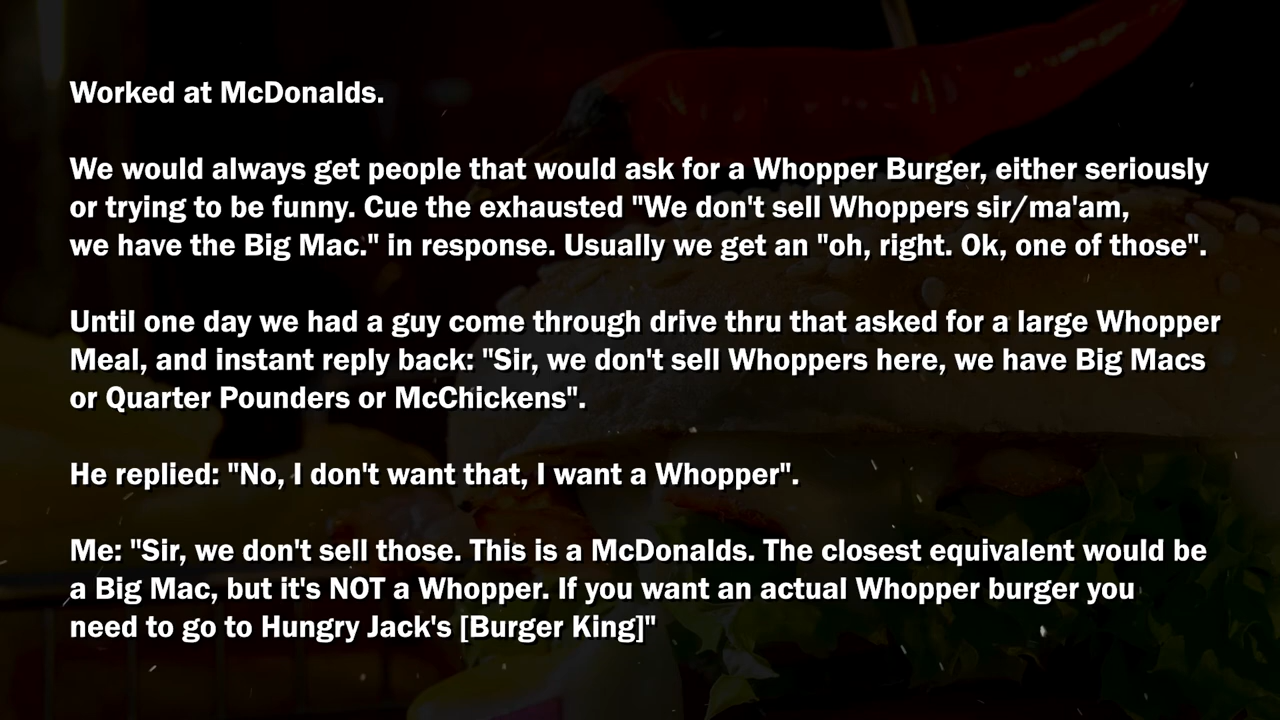 Worked at McDonalds.
We would always get people that would ask for a Whopper Burger, either seriously
or trying to be funny. Cue the exhausted "We don't sell Whoppers sir/ma'am,
we have the Big Mac." in response. Usually we get an "oh, right. Ok, one of those".
Until one day we had a guy come through drive thru that asked for a large Whopper
Meal, and instant reply back: "Sir, we don't sell Whoppers here, we have Big Macs
or Quarter Pounders or McChickens".
He replied: "No, I don't want that, I want a Whopper".
Me: "Sir, we don't sell those. This is a McDonalds. The closest equivalent would be
a Big Mac, but it's NOT a Whopper. If you want an actual Whopper burger you
need to go to Hungry Jack's [Burger King]"